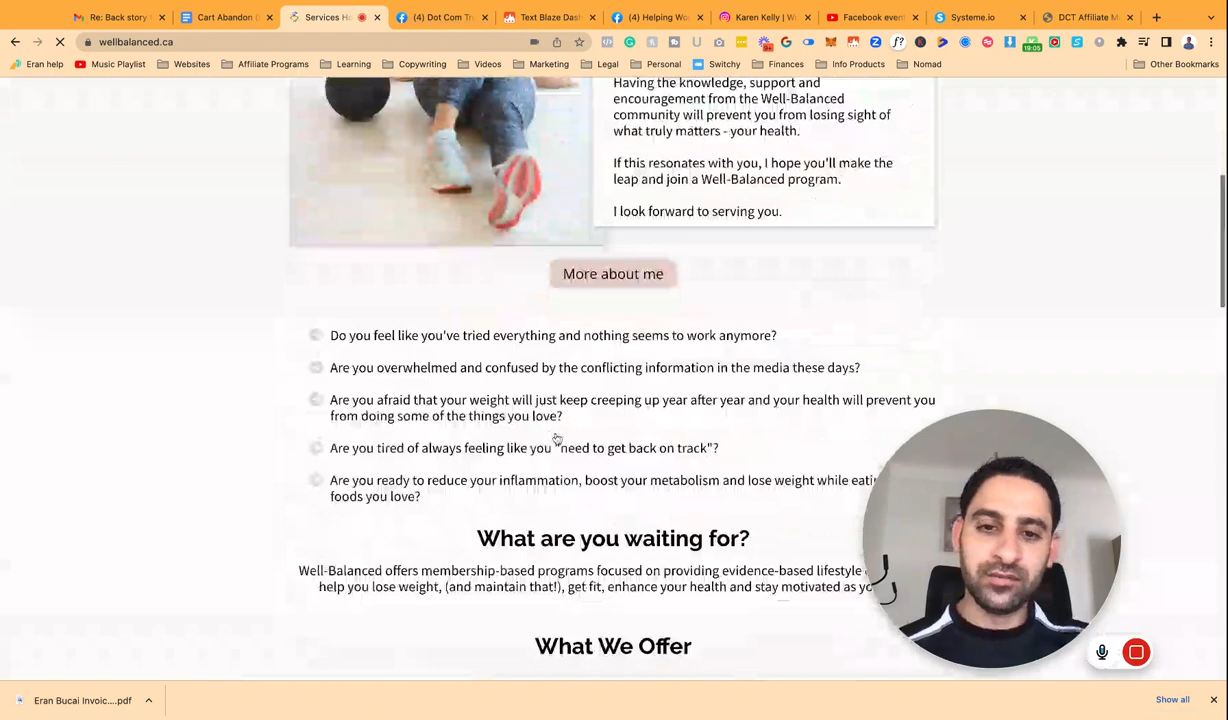 Re: Back story
Cart Abandon (
Services Ho
(4) Dot Com Tr
Text Blaze Das
(4) Helping Wo
Karen Kelly | W
Facebook even
Systeme.io
DCT Affiliate M
wellbalanced.ca
9+
19:05
Eran help
Music Playlist
Websites
Affiliate Programs
Learning
Copywriting
Videos
Marketing
Legal
Personal
Switchy
Finances
Info Products
Nomad
Other Bookmarks
Having the knowledge, support and
encouragement from the Well-Balanced
community will prevent you from losing sight of
what truly matters - your health.
If this resonates with you, I hope you'll make the
leap and join a Well-Balanced program.
I look forward to serving you.
More about me
Do you feel like you've tried everything and nothing seems to work anymore?
Are you overwhelmed and confused by the conflicting information in the media these days?
Are you afraid that your weight will just keep creeping up year after year and your health will prevent you
from doing some of the things you love?
Are you tired of always feeling like you "need to get back on track"?
Are you ready to reduce your inflammation, boost your metabolism and lose weight while eati
foods you love?
What are you waiting for?
Well-Balanced offers membership-based programs focused on providing evidence-based lifestyle
help you lose weight, (and maintain that!), get fit, enhance your health and stay motivated as yo
What We Offer
Eran Bucai Invoic....pdf
Show all